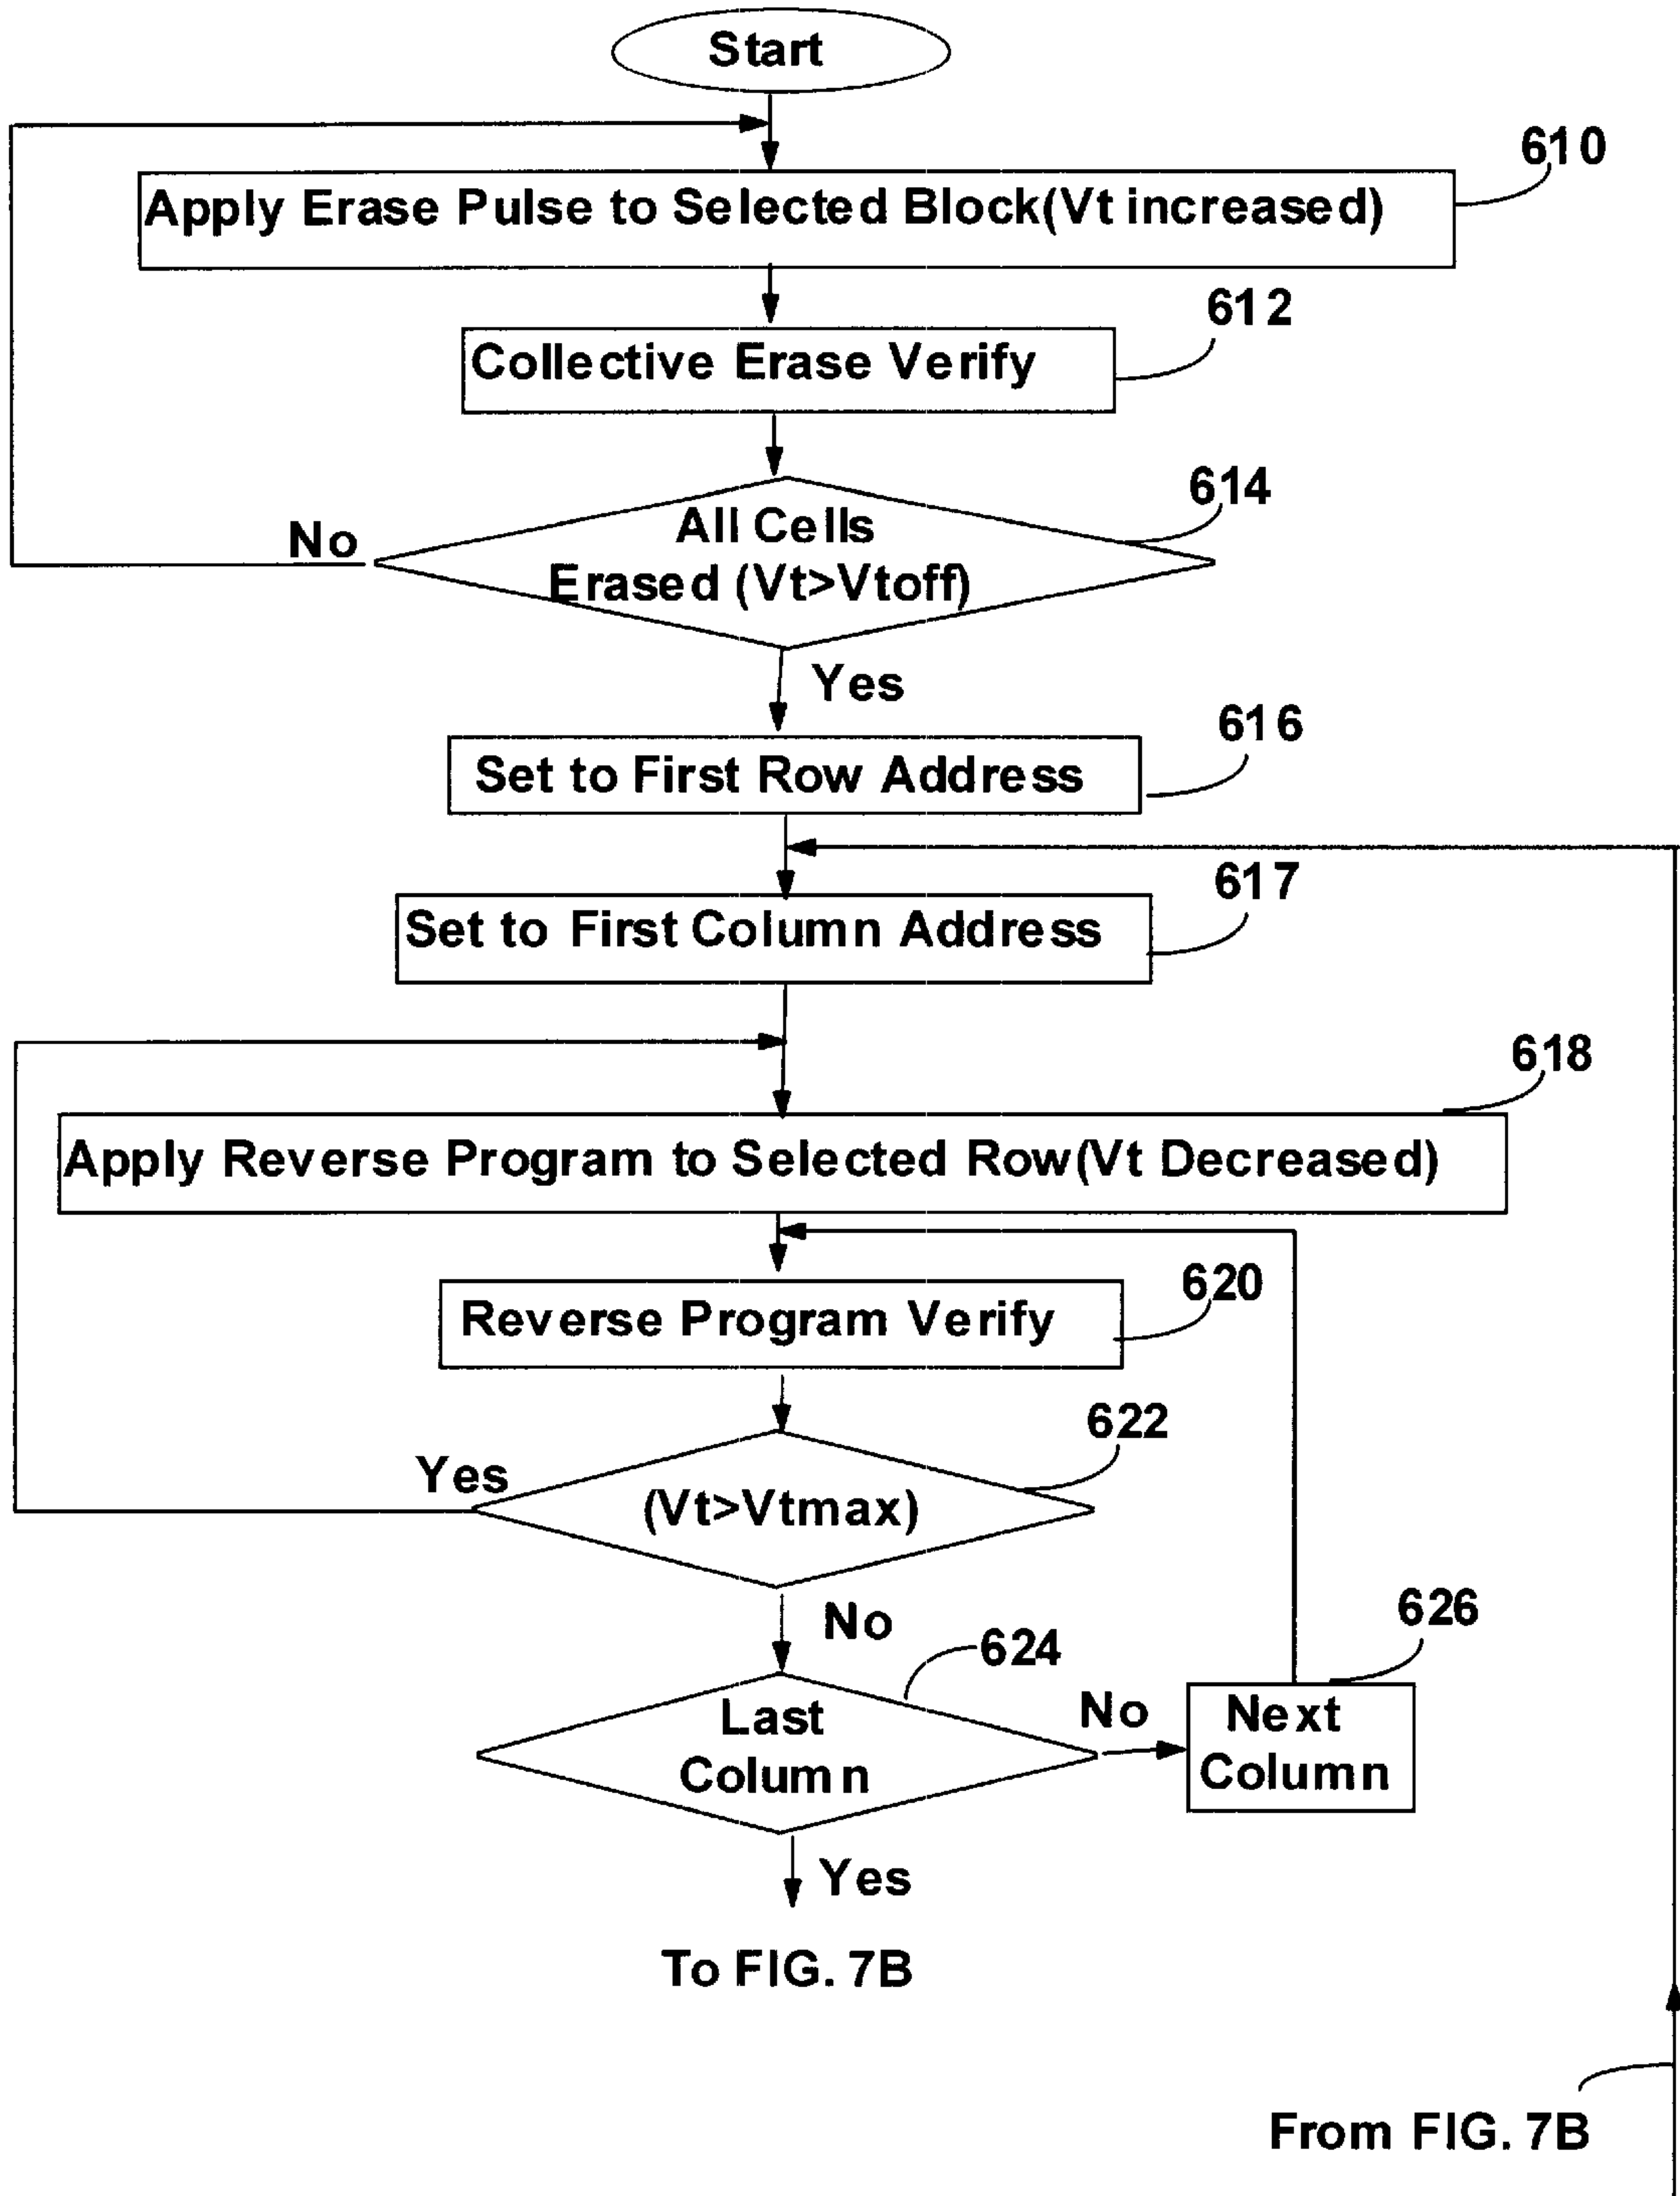 Start
610
Apply Erase Pulse to Selected Block(Vt increased)
612
Collective Erase Verify
614
All Cells
Erased (Vt>Vtoff)
No
Yes
616
Set to First Row Address
617
Set to First Column Address
618
Apply Reverse Program to Selected Row(Vt Decreased)
620
Reverse Program Verify
622
Yes
(Vt>Vtmax)
No
626
624
Last
Column
No
Next
Column
Yes
To FIG. 7B
From FIG. 7B